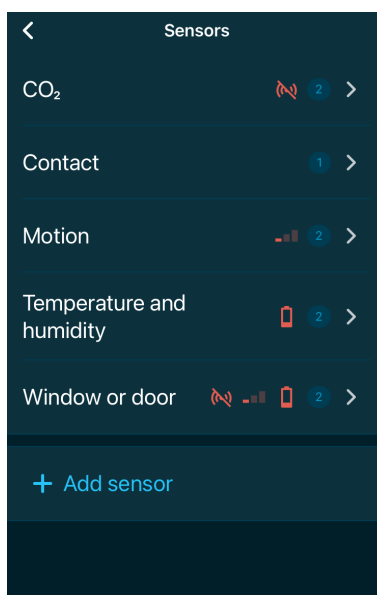 Sensors
CO₂ 2
Contact 1
Motion 2
Temperature and
humidity 2
Window or door 2
+ Add sensor